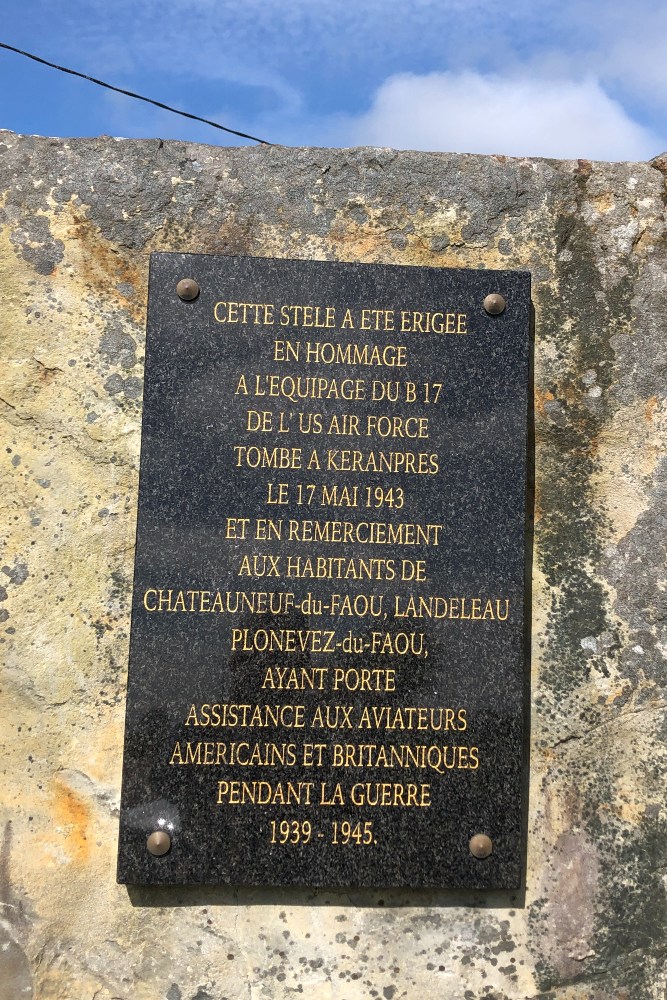 CETTE STELE A ETE ERIGEE
EN HOMMAGE
A L'EQUIPAGE DU B 17
DE L' US AIR FORCE
TOMBE A KERANPRES
LE 17 MAI 1943
ET EN REMERCIEMENT
AUX HABITANTS DE
CHATEAUNEUF-du-FAOU, LANDELEAU
PLONEVEZ-du-FAOU,
AYANT PORTE
ASSISTANCE AUX AVIATEURS
AMERICAINS ET BRITANNIQUES
PENDANT LA GUERRE
1939 - 1945.